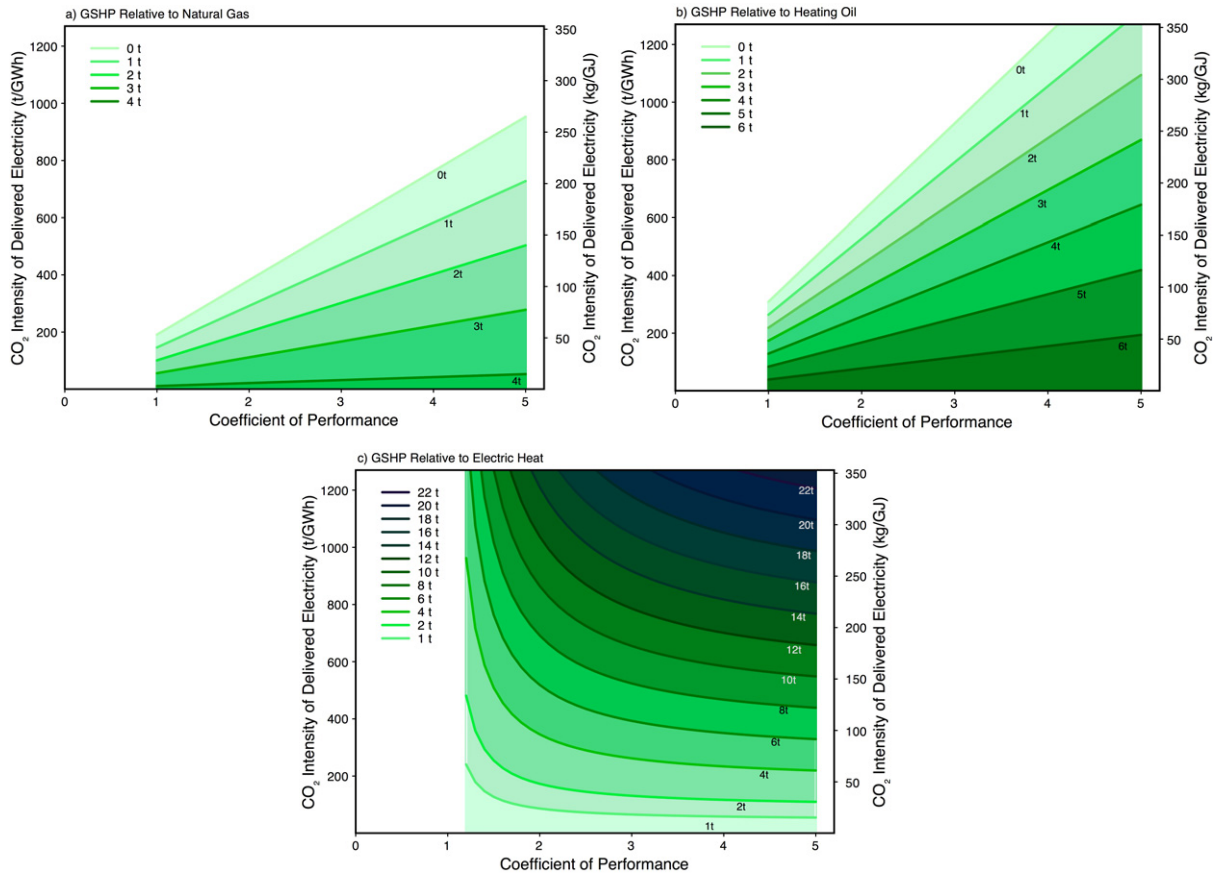 a) GSHP Relative to Natural Gas
CO₂ Intensity of Delivered Electricity (t/GWh)
1200
1000
800
600
400
200
0 t
1 t
2 t
3 t
4 t
0t
1t
2t
3t
4t
350
300
250
200
150
100
50
CO₂ Intensity of Delivered Electricity (kg/GJ)
0 1 2 3 4 5
Coefficient of Performance
b) GSHP Relative to Heating Oil
CO₂ Intensity of Delivered Electricity (t/GWh)
1200
1000
800
600
400
200
0 t
1 t
2 t
3 t
4 t
5 t
6 t
0t
1t
2t
3t
4t
5t
6t
350
300
250
200
150
100
50
CO₂ Intensity of Delivered Electricity (kg/GJ)
0 1 2 3 4 5
Coefficient of Performance
c) GSHP Relative to Electric Heat
CO₂ Intensity of Delivered Electricity (t/GWh)
1200
1000
800
600
400
200
22 t
20 t
18 t
16 t
14 t
12 t
10 t
8 t
6 t
4 t
2 t
1 t
22t
20t
18t
16t
14t
12t
10t
8t
6t
4t
2t
1t
350
300
250
200
150
100
50
CO₂ Intensity of Delivered Electricity (kg/GJ)
0 1 2 3 4 5
Coefficient of Performance